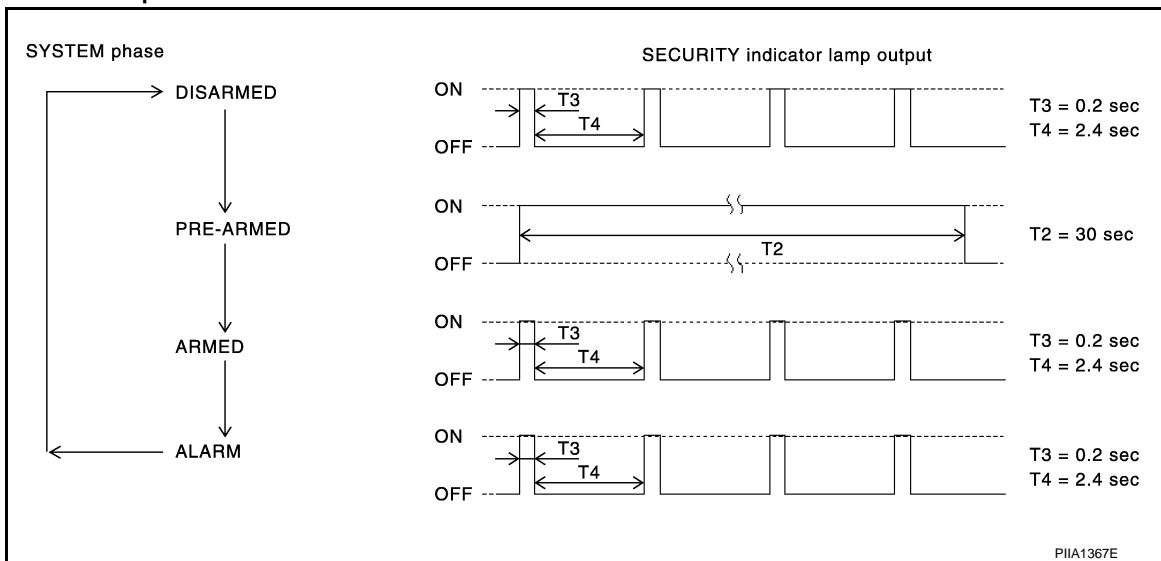 SYSTEM phase
SECURITY indicator lamp output
DISARMED
ON
OFF
T3
T4
T3 = 0.2 sec
T4 = 2.4 sec
PRE-ARMED
ON
OFF
T2
T2 = 30 sec
ARMED
ON
OFF
T3
T4
T3 = 0.2 sec
T4 = 2.4 sec
ALARM
ON
OFF
T3
T4
T3 = 0.2 sec
T4 = 2.4 sec
PIIA1367E